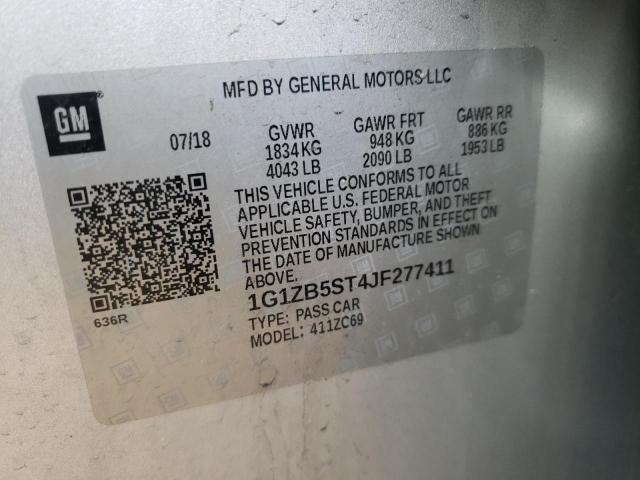 MFD BY GENERAL MOTORS LLC
GM®
07/18
GVWR
1834 KG
4043 LB
GAWR FRT
948 KG
2090 LB
GAWR RR
886 KG
1953 LB
THIS VEHICLE CONFORMS TO ALL
APPLICABLE U.S. FEDERAL MOTOR
VEHICLE SAFETY, BUMPER, AND THEFT
PREVENTION STANDARDS IN EFFECT ON
THE DATE OF MANUFACTURE SHOWN
ABOVE.
1G1ZB5ST4JF277411
TYPE: PASS CAR
MODEL: 411ZC69
636R